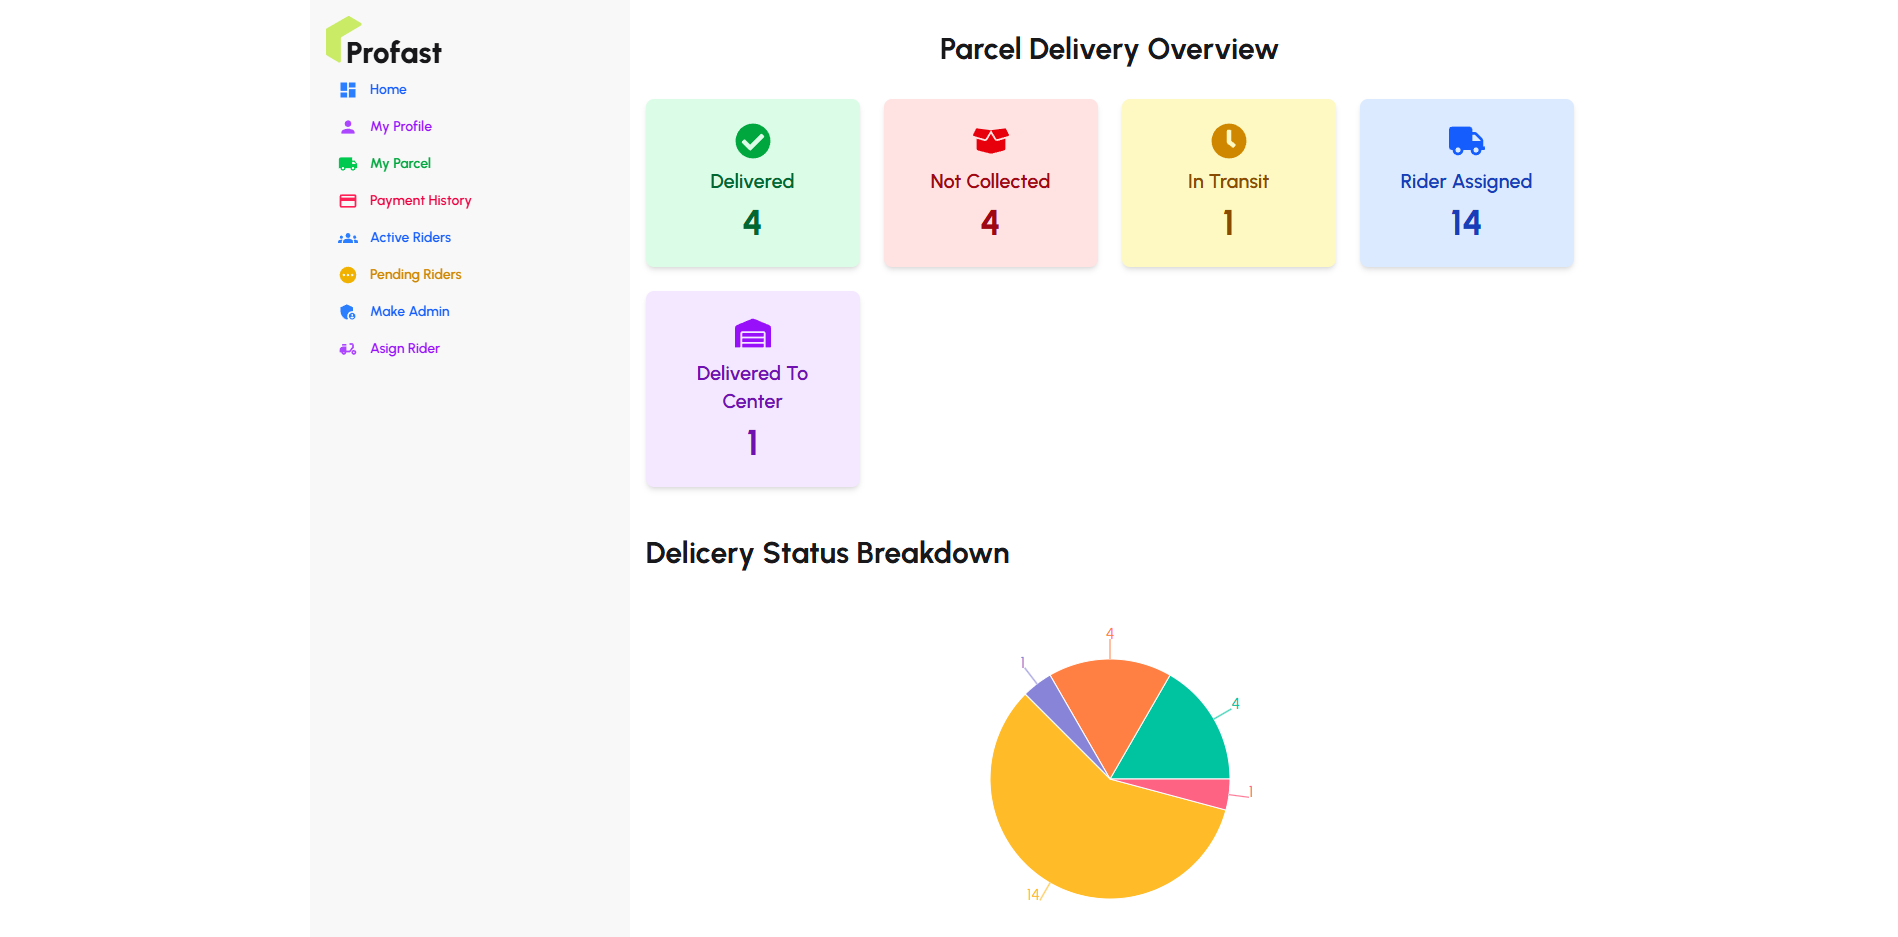 Profast
Home
My Profile
My Parcel
Payment History
Active Riders
Pending Riders
Make Admin
Asign Rider
Parcel Delivery Overview
Delivered
4
Not Collected
4
In Transit
1
Rider Assigned
14
Delivered To
Center
1
Delicery Status Breakdown
4
1
4
1
14